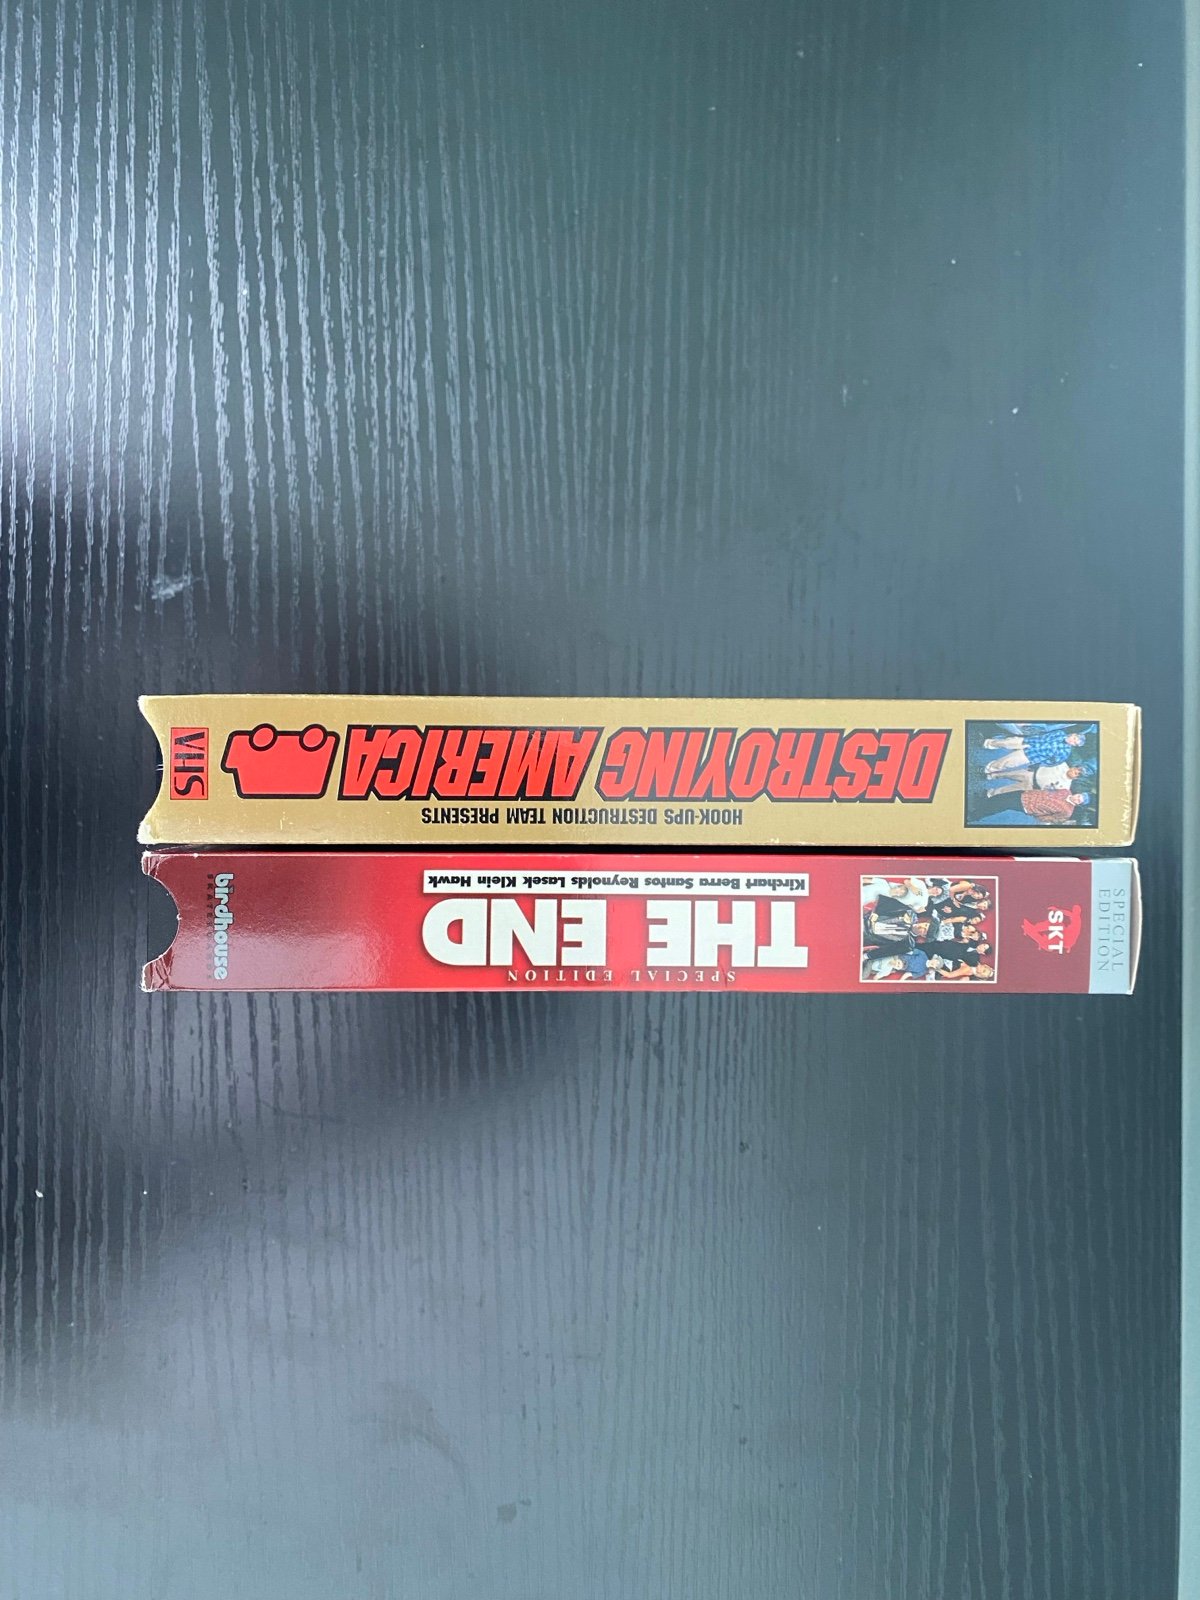 HOOK-UPS DESTRUCTION TEAM PRESENTS
DESTROYING AMERICA
VHS
SPECIAL EDITION
SKT
SPECIAL EDITION
THE END
Kirchart Berra Santos Reynolds Lasek Klein Hawk
birdhouse